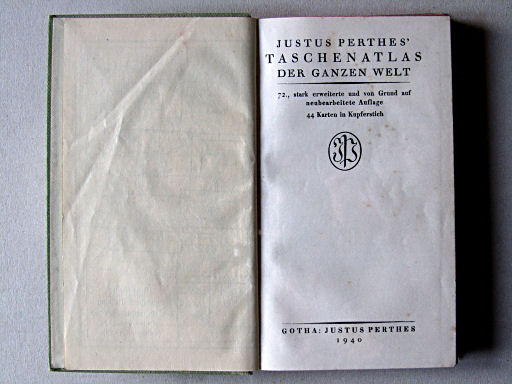 JUSTUS PERTHES'
TASCHENATLAS
DER GANZEN WELT
72., stark erweiterte und von Grund auf
neubearbeitete Auflage
44 Karten in Kupferstich
JP
GOTHA: JUSTUS PERTHES
1940